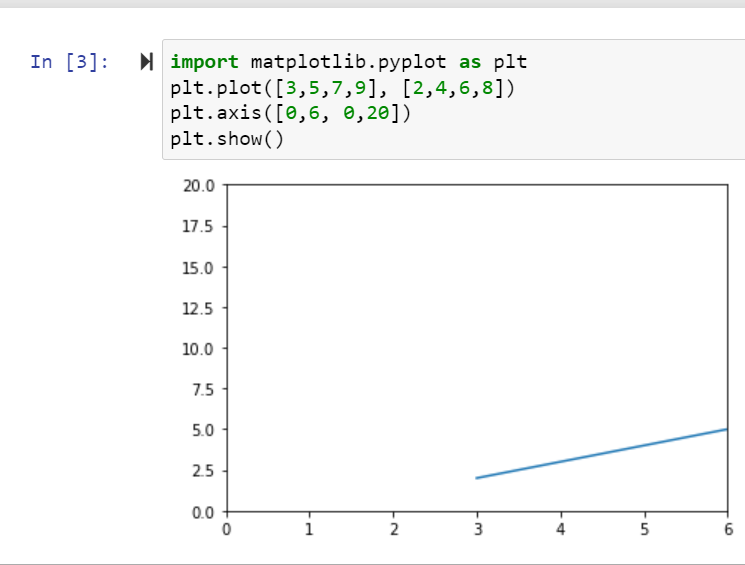 In [3]:
import matplotlib.pyplot as plt
plt.plot([3,5,7,9], [2,4,6,8])
plt.axis([0,6, 0,20])
plt.show()
20.0
17.5
15.0
12.5
10.0
7.5
5.0
2.5
0.0
0 1 2 3 4 5 6